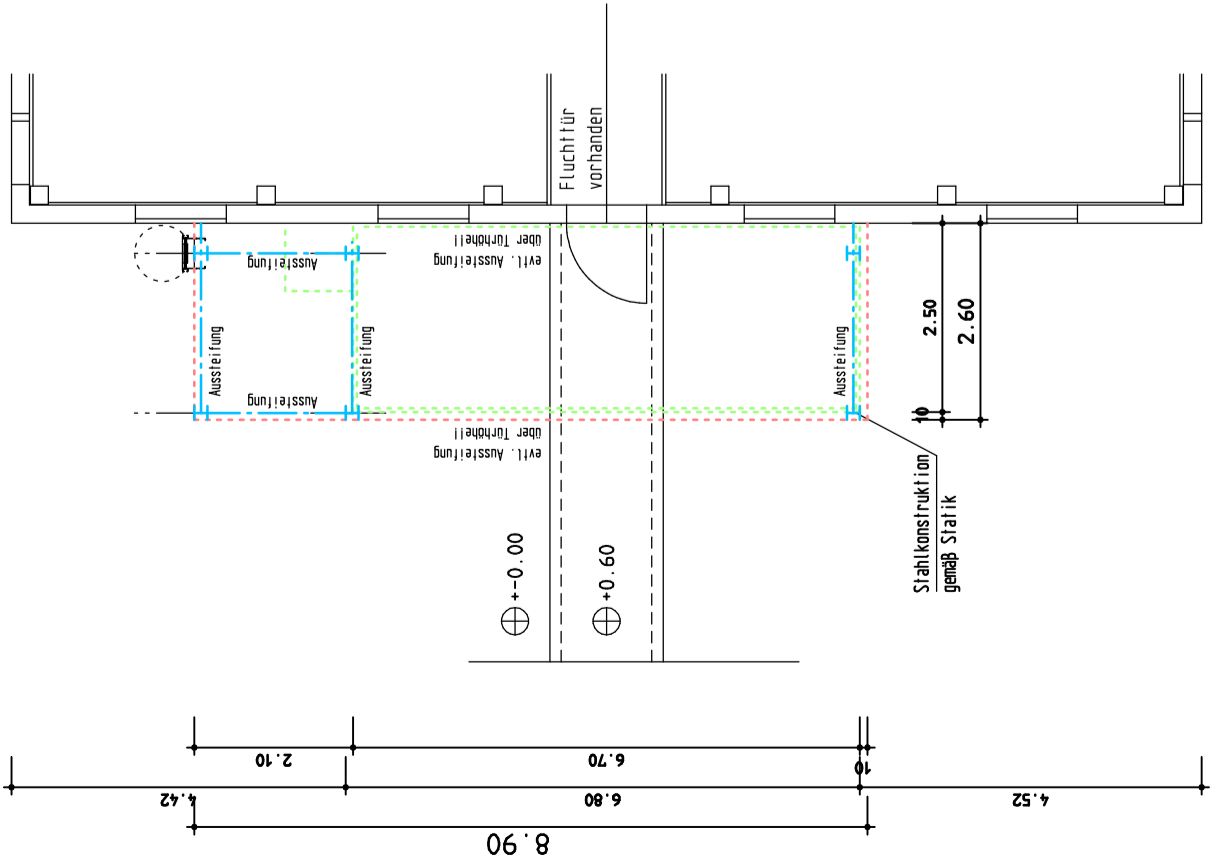 Fluchttür
vorhanden
Aussteifung
evtl. Aussteifung
über Türhöhe!!
Aussteifung
Aussteifung
Aussteifung
Aussteifung
evtl. Aussteifung
über Türhöhe!!
2.50
2.60
10
Stahlkonstruktion
gemäß Statik
+-0.00
+0.60
2.10
6.70
10
4.42
6.80
4.52
8.90